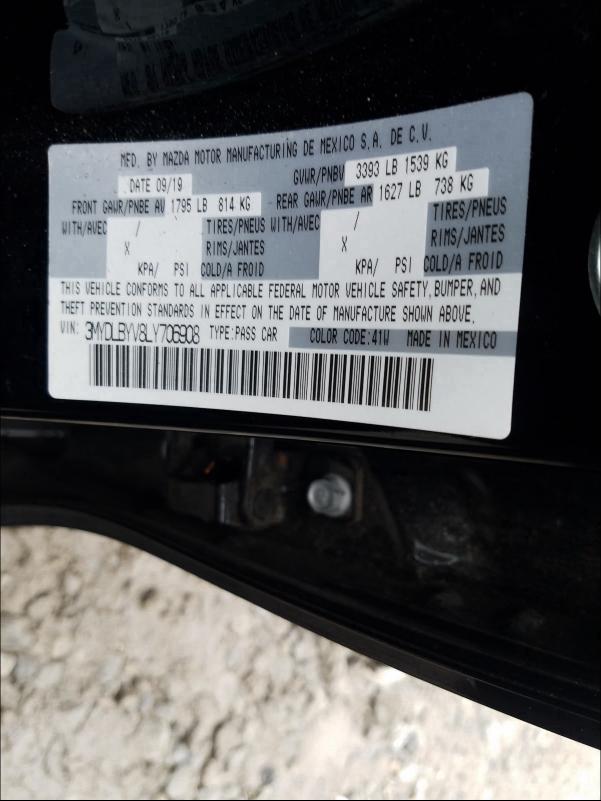 MFD. BY MAZDA MOTOR MANUFACTURING DE MEXICO S.A. DE C.V.
DATE 09/19 GVWR/PNBV 3393 LB 1539 KG
FRONT GAWR/PNBE AV 1795 LB 814 KG REAR GAWR/PNBE AR 1627 LB 738 KG
WITH/AVEC / TIRES/PNEUS WITH/AVEC / TIRES/PNEUS
X RIMS/JANTES X RIMS/JANTES
KPA/ PSI COLD/A FROID KPA/ PSI COLD/A FROID
THIS VEHICLE CONFORMS TO ALL APPLICABLE FEDERAL MOTOR VEHICLE SAFETY, BUMPER, AND
THEFT PREVENTION STANDARDS IN EFFECT ON THE DATE OF MANUFACTURE SHOWN ABOVE.
VIN: 3MYDLBYV8LY706908 TYPE: PASS CAR COLOR CODE: 41W MADE IN MEXICO